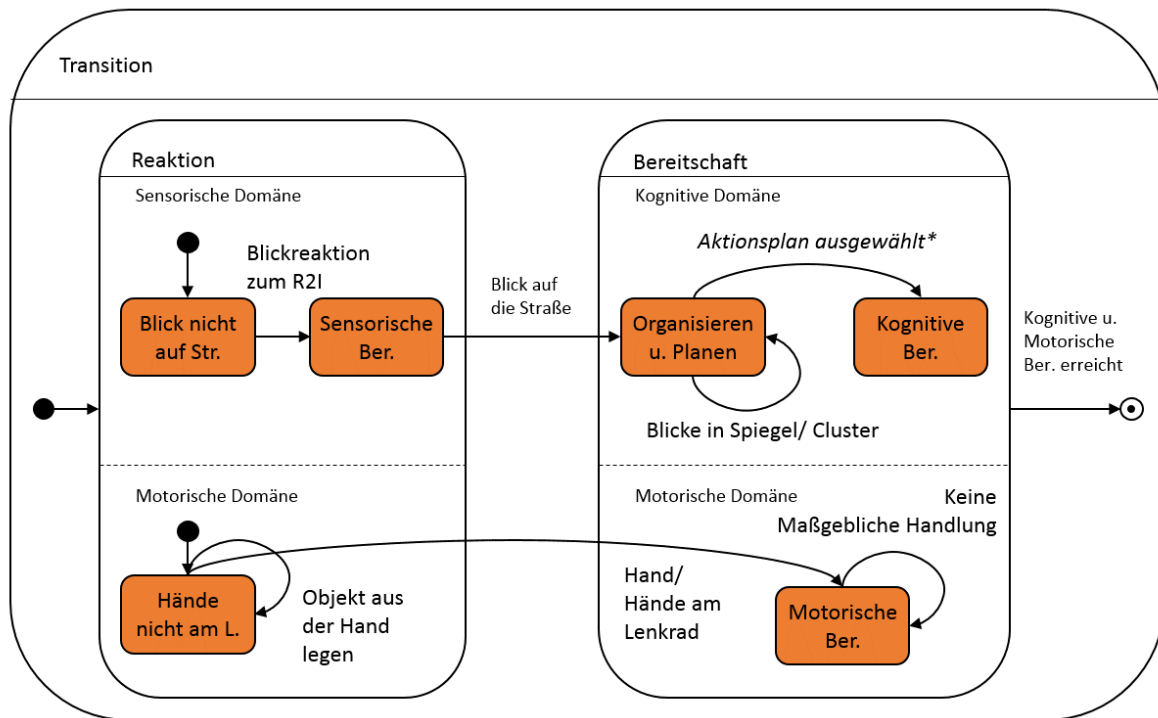 Transition
Reaktion
Sensorische Domäne
Blickreaktion
zum R2I
Blick nicht
auf Str.
Sensorische
Ber.
Motorische Domäne
Hände
nicht am L.
Objekt aus
der Hand
legen
Blick auf
die Straße
Bereitschaft
Kognitive Domäne
Aktionsplan ausgewählt*
Organisieren
u. Planen
Kognitive
Ber.
Blicke in Spiegel/ Cluster
Motorische Domäne
Keine
Maßgebliche Handlung
Hand/
Hände am
Lenkrad
Motorische
Ber.
Kognitive u.
Motorische
Ber. erreicht